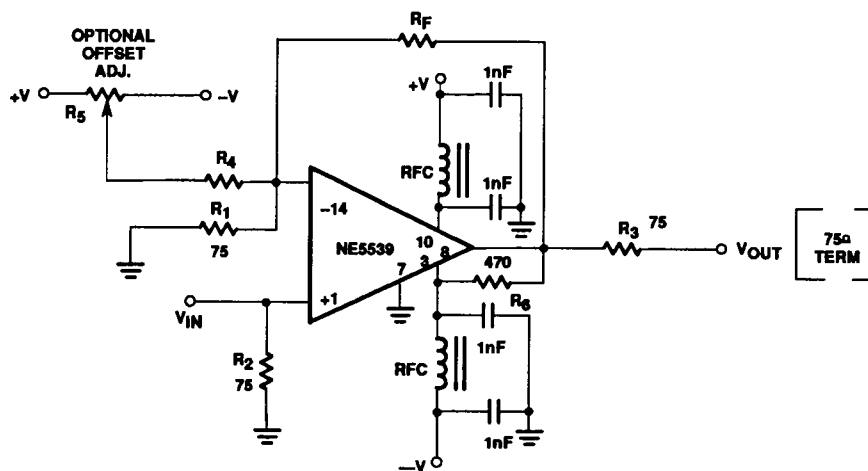 OPTIONAL
OFFSET
ADJ.
+V
–V
R5
RF
+V
1nF
RFC
1nF
R4
R1
75
–14
NE5539
10
8
3
7
+1
VIN
R2
75
470
R6
R3
75
VOUT
75Ω
TERM
1nF
RFC
1nF
—V